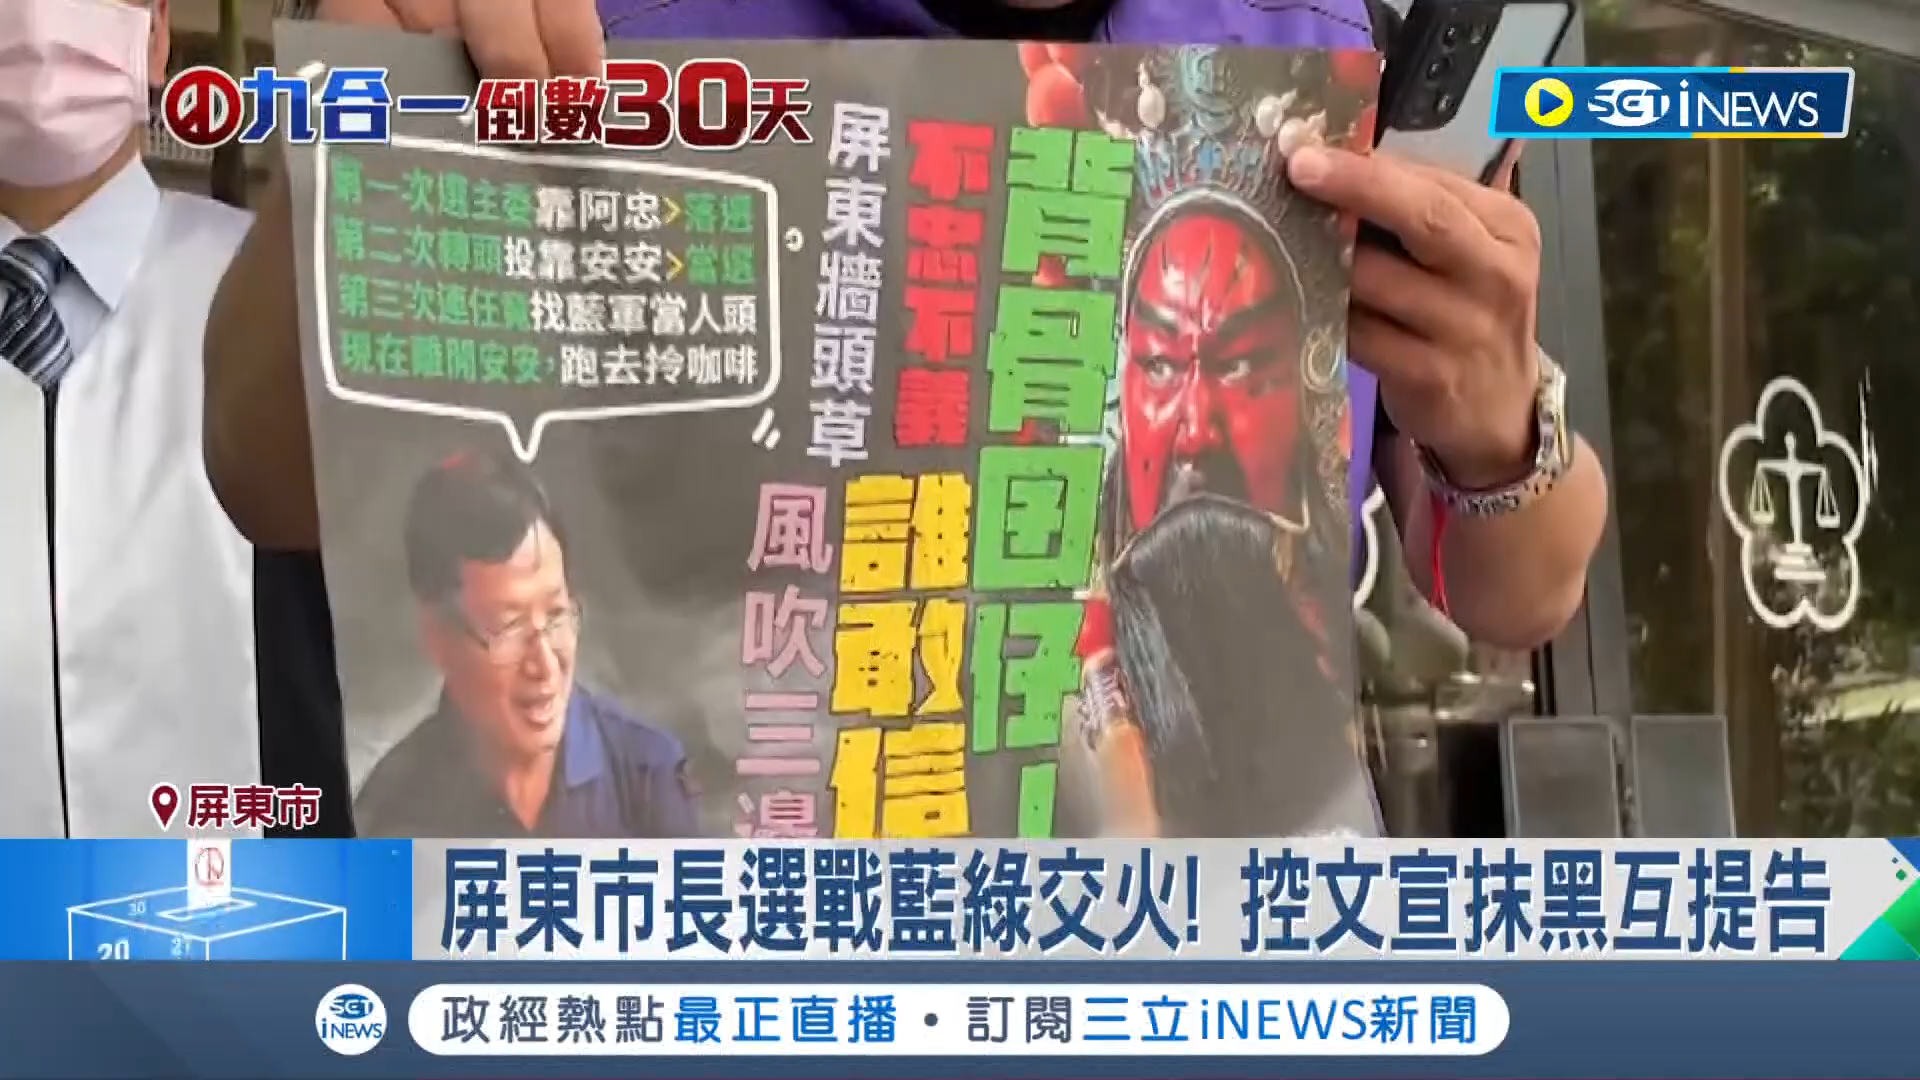 九合一倒數30天
SET iNEWS
第一次選主委靠阿忠>落選
第二次轉頭投靠安安>當選
第三次連任竟找藍軍當人頭
現在離開安安,跑去拎咖啡
屏東牆頭草
風吹三邊
不忠不義
誰敢信
背骨囝仔!
屏東市
屏東市長選戰藍綠交火! 控文宣抹黑互提告
30
20
21
SET iNEWS
政經熱點最正直播・訂閱三立iNEWS新聞